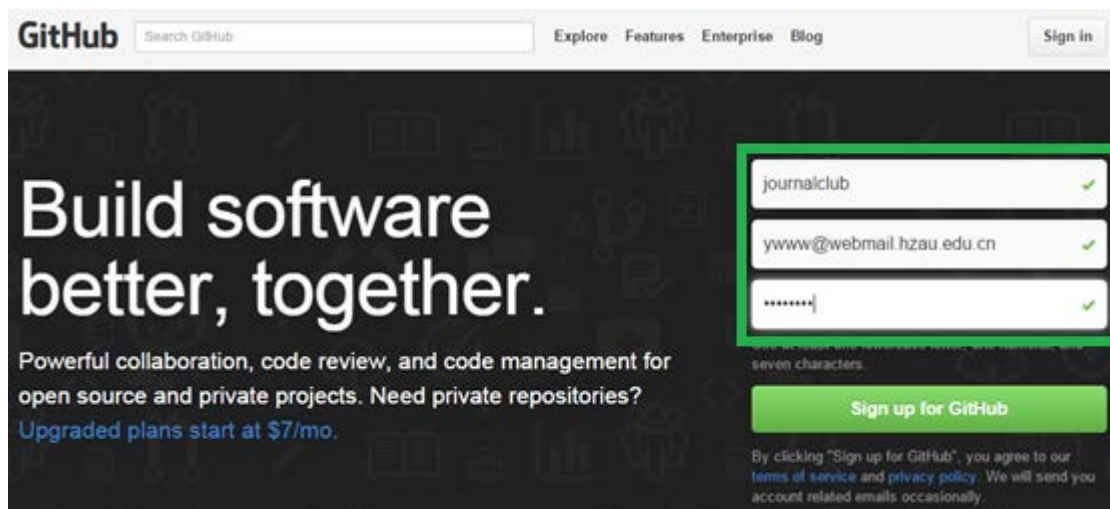 GitHub
Search GitHub
Explore Features Enterprise Blog
Sign in
Build software
better, together.
Powerful collaboration, code review, and code management for
open source and private projects. Need private repositories?
Upgraded plans start at $7/mo.
journalclub
ywww@webmail.hzau.edu.cn
••••••••
seven characters.
Sign up for GitHub
By clicking "Sign up for GitHub", you agree to our
terms of service and privacy policy. We will send you
account related emails occasionally.